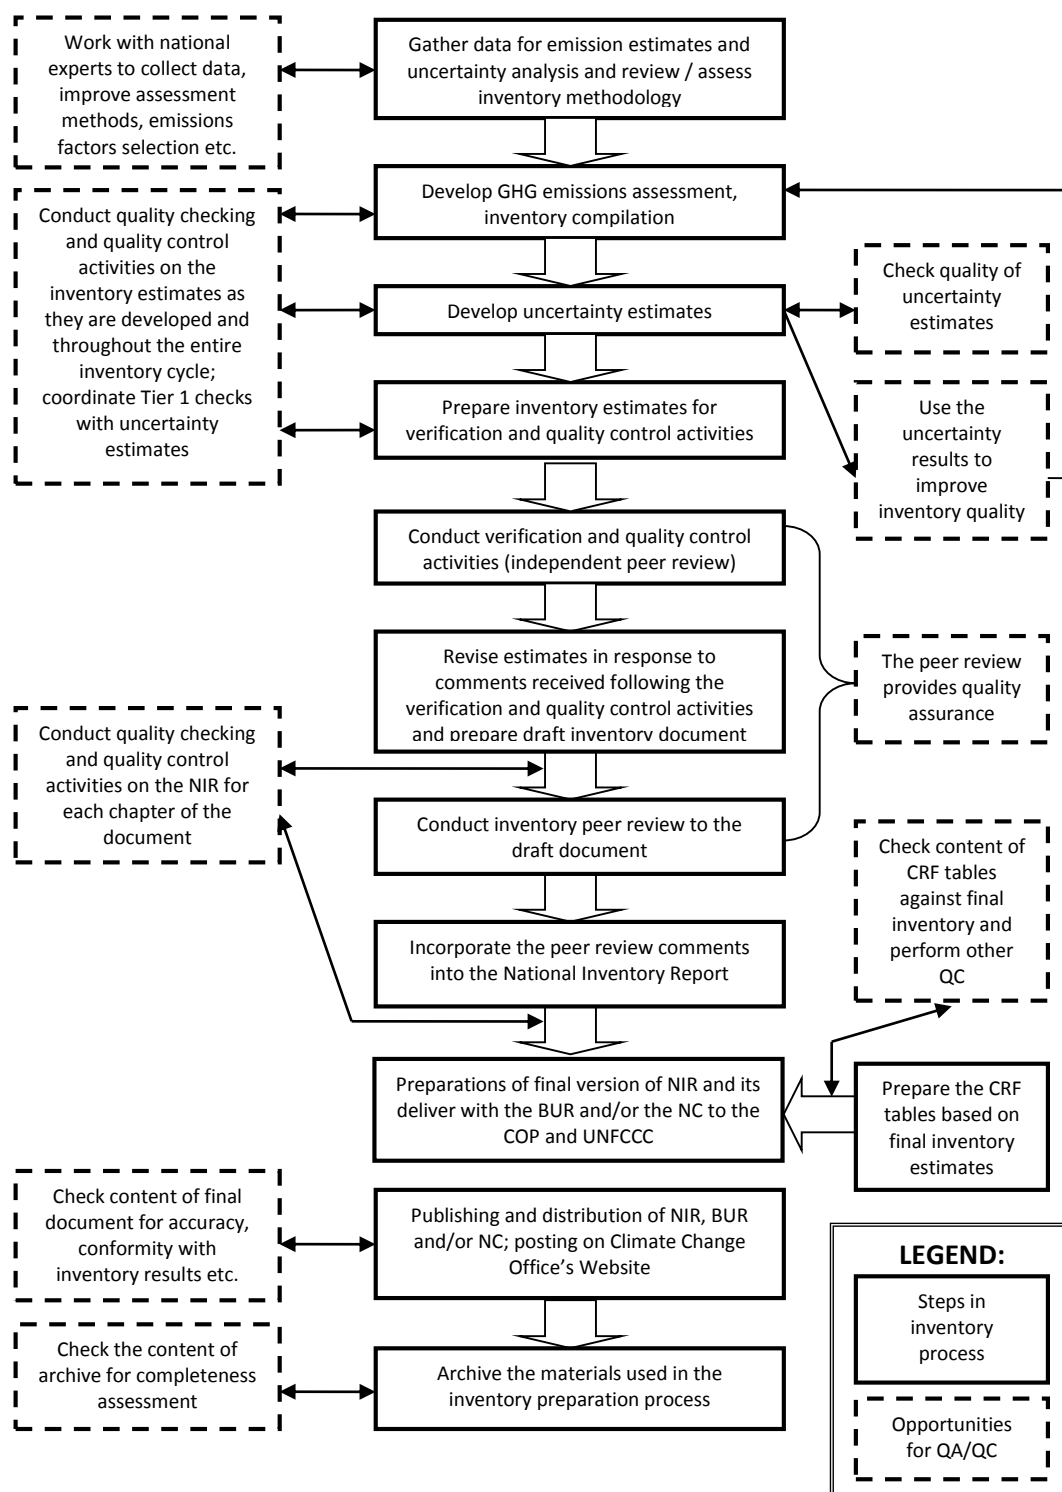 Work with national
experts to collect data,
improve assessment
methods, emissions
factors selection etc.
Gather data for emission estimates and
uncertainty analysis and review / assess
inventory methodology
Develop GHG emissions assessment,
inventory compilation
Conduct quality checking
and quality control
activities on the
inventory estimates as
they are developed and
throughout the entire
inventory cycle;
coordinate Tier 1 checks
with uncertainty
estimates
Develop uncertainty estimates
Check quality of
uncertainty
estimates
Prepare inventory estimates for
verification and quality control activities
Use the
uncertainty
results to
improve
inventory quality
Conduct verification and quality control
activities (independent peer review)
Revise estimates in response to
comments received following the
verification and quality control activities
and prepare draft inventory document
The peer review
provides quality
assurance
Conduct quality checking
and quality control
activities on the NIR for
each chapter of the
document
Conduct inventory peer review to the
draft document
Check content of
CRF tables
against final
inventory and
perform other
QC
Incorporate the peer review comments
into the National Inventory Report
Preparations of final version of NIR and its
deliver with the BUR and/or the NC to the
COP and UNFCCC
Prepare the CRF
tables based on
final inventory
estimates
Check content of final
document for accuracy,
conformity with
inventory results etc.
Publishing and distribution of NIR, BUR
and/or NC; posting on Climate Change
Office's Website
Check the content of
archive for completeness
assessment
Archive the materials used in the
inventory preparation process
LEGEND:
Steps in
inventory
process
Opportunities
for QA/QC